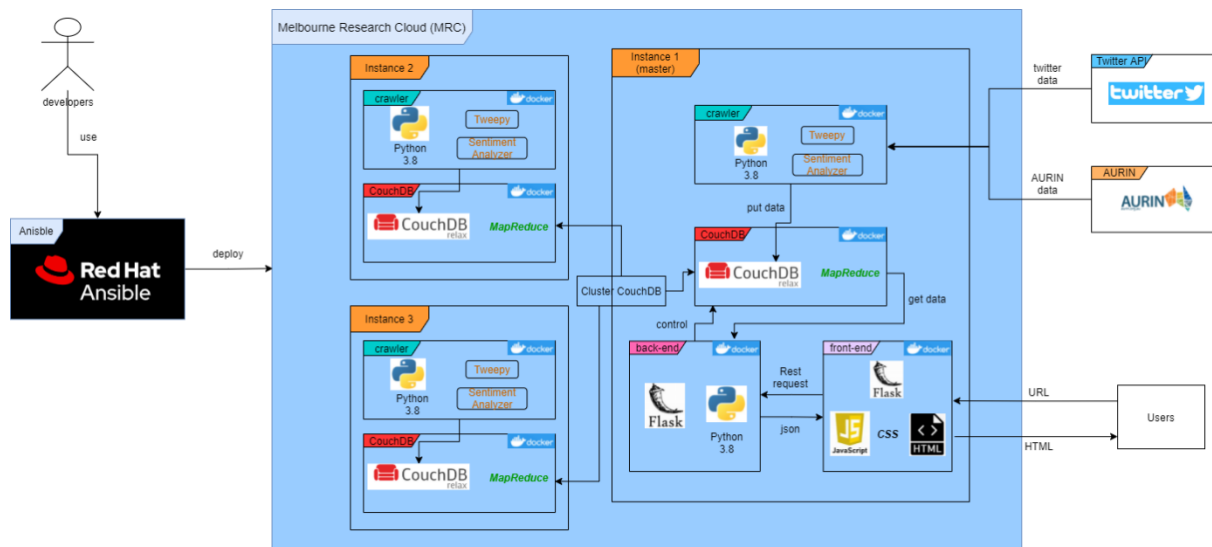 developers
use
Anisble
Red Hat
Ansible
deploy
Melbourne Research Cloud (MRC)
Instance 2
crawler
docker
Python
3.8
Tweepy
Sentiment
Analyzer
CouchDB
docker
CouchDB
relax
MapReduce
Instance 3
crawler
docker
Python
3.8
Tweepy
Sentiment
Analyzer
CouchDB
docker
CouchDB
relax
MapReduce
Cluster CouchDB
Instance 1
(master)
crawler
docker
Python
3.8
Tweepy
Sentiment
Analyzer
put data
CouchDB
docker
CouchDB
relax
MapReduce
control
get data
back-end
docker
Flask
Python
3.8
Rest
request
json
front-end
docker
Flask
JS
JavaScript
CSS
<>
HTML
twitter
data
Twitter API
twitter
AURIN
data
AURIN
AURIN
URL
HTML
Users